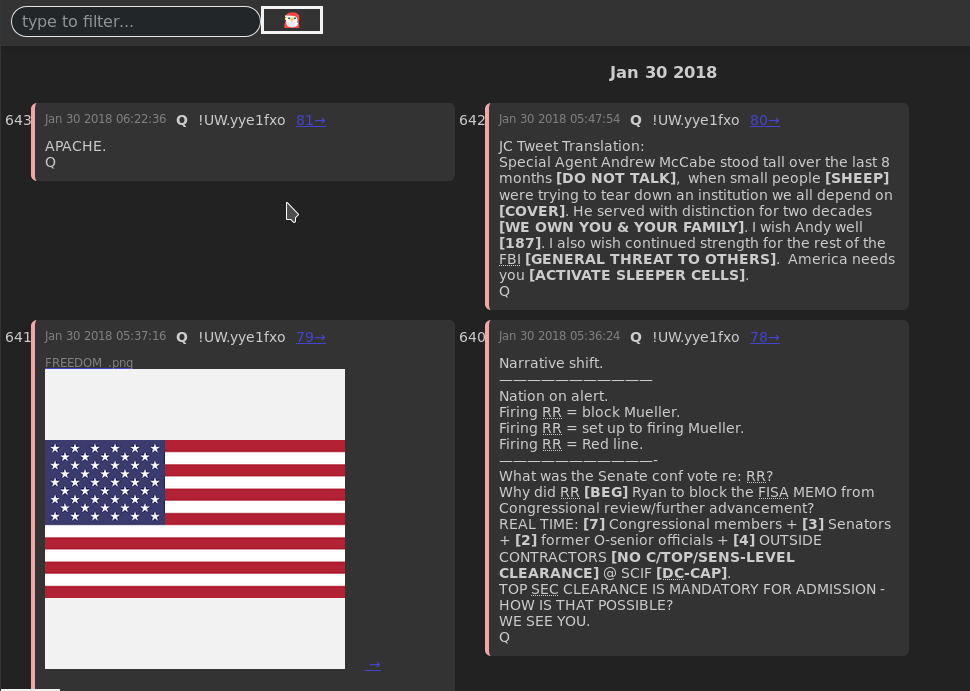 type to filter...
Jan 30 2018
643
Jan 30 2018 06:22:36 Q !UW.yye1fxo 81→
APACHE.
Q
642
Jan 30 2018 05:47:54 Q !UW.yye1fxo 80→
JC Tweet Translation:
Special Agent Andrew McCabe stood tall over the last 8
months [DO NOT TALK], when small people [SHEEP]
were trying to tear down an institution we all depend on
[COVER]. He served with distinction for two decades
[WE OWN YOU & YOUR FAMILY]. I wish Andy well
[187]. I also wish continued strength for the rest of the
FBI [GENERAL THREAT TO OTHERS]. America needs
you [ACTIVATE SLEEPER CELLS].
Q
641
Jan 30 2018 05:37:16 Q !UW.yye1fxo 79→
FREEDOM_.png
→
640
Jan 30 2018 05:36:24 Q !UW.yye1fxo 78→
Narrative shift.
———————————
Nation on alert.
Firing RR = block Mueller.
Firing RR = set up to firing Mueller.
Firing RR = Red line.
———————————-
What was the Senate conf vote re: RR?
Why did RR [BEG] Ryan to block the FISA MEMO from
Congressional review/further advancement?
REAL TIME: [7] Congressional members + [3] Senators
+ [2] former O-senior officials + [4] OUTSIDE
CONTRACTORS [NO C/TOP/SENS-LEVEL
CLEARANCE] @ SCIF [DC-CAP].
TOP SEC CLEARANCE IS MANDATORY FOR ADMISSION -
HOW IS THAT POSSIBLE?
WE SEE YOU.
Q